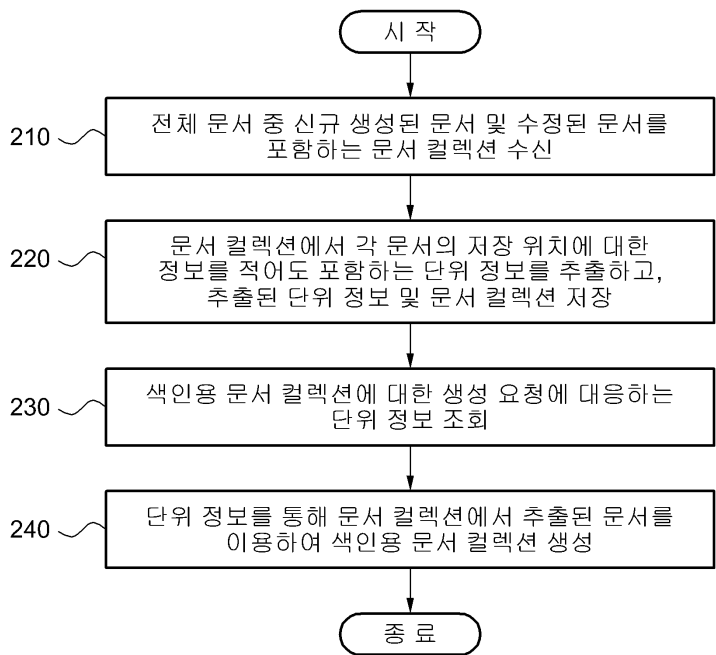 시 작
210
전체 문서 중 신규 생성된 문서 및 수정된 문서를
포함하는 문서 컬렉션 수신
220
문서 컬렉션에서 각 문서의 저장 위치에 대한
정보를 적어도 포함하는 단위 정보를 추출하고,
추출된 단위 정보 및 문서 컬렉션 저장
230
색인용 문서 컬렉션에 대한 생성 요청에 대응하는
단위 정보 조회
240
단위 정보를 통해 문서 컬렉션에서 추출된 문서를
이용하여 색인용 문서 컬렉션 생성
종 료